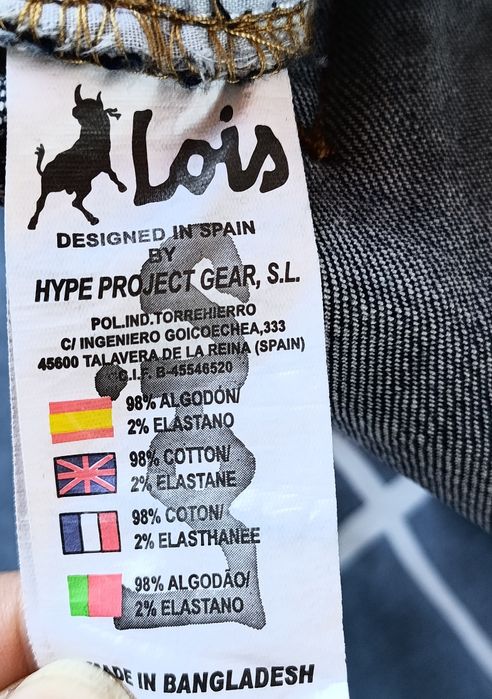 Lois
DESIGNED IN SPAIN
BY
HYPE PROJECT GEAR, S.L.
POL.IND.TORREHIERRO
C/ INGENIERO GOICOECHEA,333
45600 TALAVERA DE LA REINA (SPAIN)
C.I.F. B-45546520
98% ALGODÓN/
2% ELASTANO
98% COTTON/
2% ELASTANE
98% COTON/
2% ELASTHANEE
98% ALGODÃO/
2% ELASTANO
MADE IN BANGLADESH